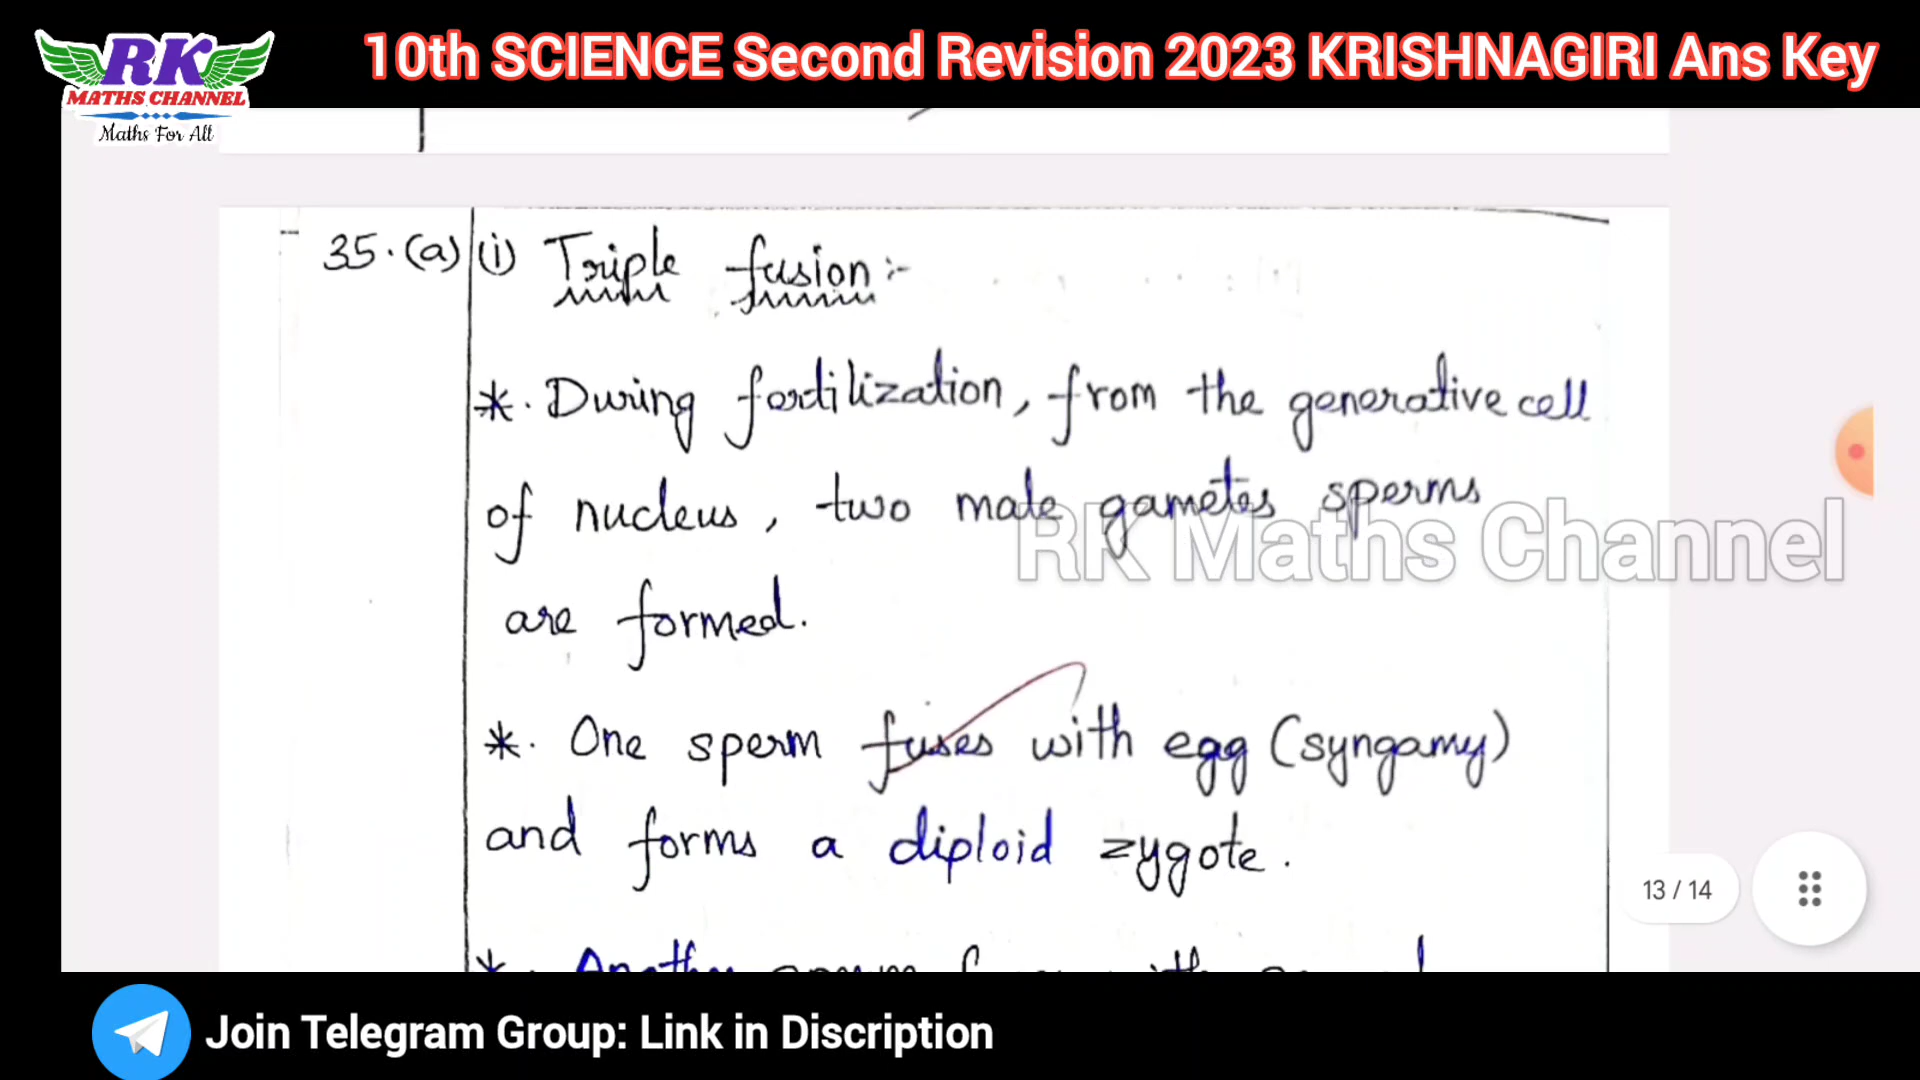 RK
MATHS CHANNEL
Maths For All
10th SCIENCE Second Revision 2023 KRISHNAGIRI Ans Key
35.(a) (i) Triple fusion :-
*. During fertilization, from the generative cell
of nucleus, two male gametes sperms
RK Maths Channel
are formed.
*. One sperm fuses with egg (syngamy)
and forms a diploid zygote.
13 / 14
*. Another sperm
Join Telegram Group: Link in Discription